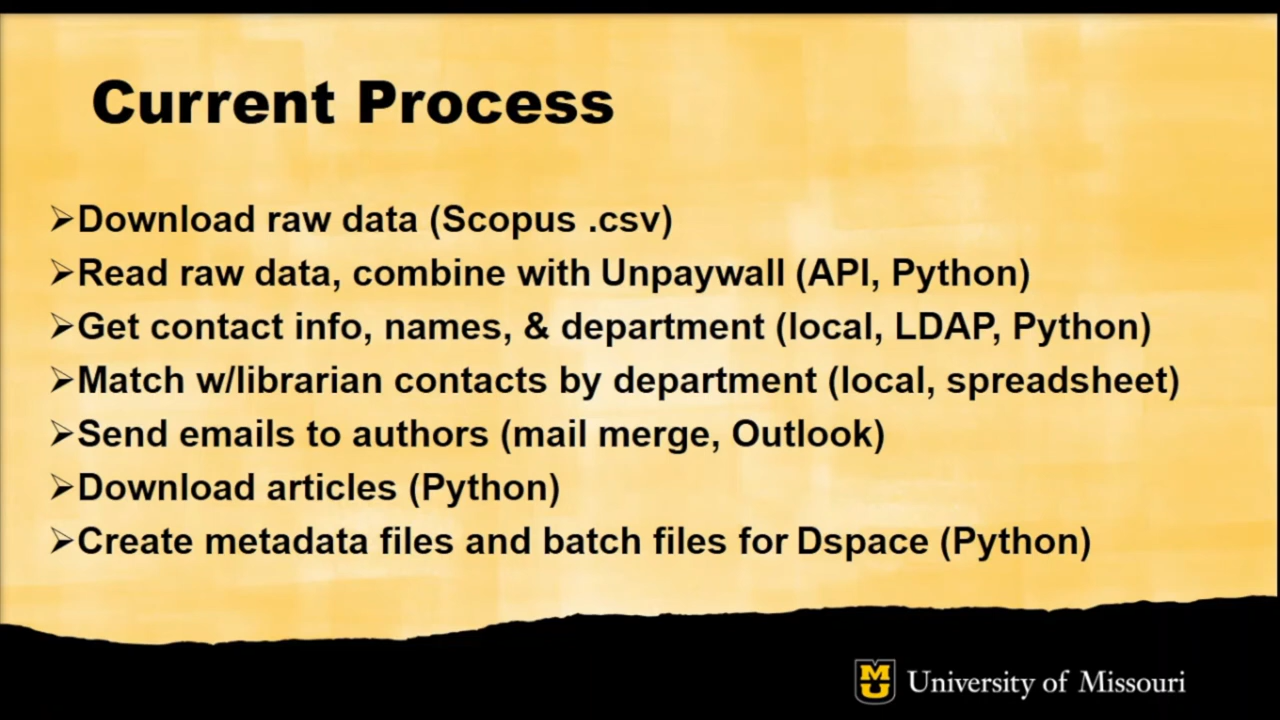 Current Process
➢Download raw data (Scopus .csv)
➢Read raw data, combine with Unpaywall (API, Python)
➢Get contact info, names, & department (local, LDAP, Python)
➢Match w/librarian contacts by department (local, spreadsheet)
➢Send emails to authors (mail merge, Outlook)
➢Download articles (Python)
➢Create metadata files and batch files for Dspace (Python)
MU University of Missouri